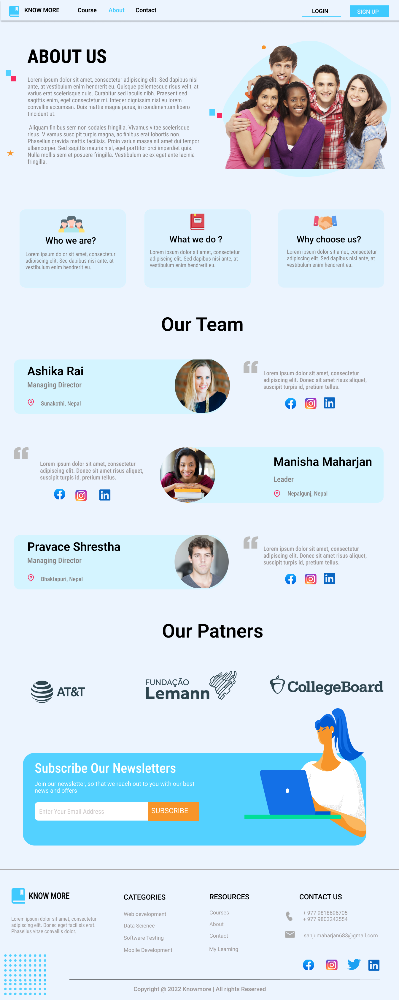 KNOW MORE
Course
About
Contact
LOGIN
SIGN UP
ABOUT US
Lorem ipsum dolor sit amet, consectetur adipiscing elit. Sed dapibus nisi
ante, at vestibulum enim hendrerit eu. Quisque pellentesque risus velit, at
varius erat scelerisque quis. Curabitur sed iaculis nibh. Praesent sed
sagittis enim, eget consectetur mi. Integer dignissim nisl eu lorem
convallis accumsan. Duis mattis magna purus, in condimentum libero
tincidunt ut.
Aliquam finibus sem non sodales fringilla. Vivamus vitae scelerisque
risus. Vivamus suscipit turpis magna, ac finibus erat lobortis non.
Phasellus gravida mattis facilisis. Proin varius massa sit amet dui tempor
ullamcorper. Sed sagittis mauris nisl, eget porttitor orci imperdiet quis.
Nulla mollis sem et posuere fringilla. Vestibulum ac ex eget ante lacinia
fringilla.
Who we are?
Lorem ipsum dolor sit amet, consectetur
adipiscing elit. Sed dapibus nisi ante, at
vestibulum enim hendrerit eu.
What we do ?
Lorem ipsum dolor sit amet, consectetur
adipiscing elit. Sed dapibus nisi ante, at
vestibulum enim hendrerit eu.
Why choose us?
Lorem ipsum dolor sit amet, consectetur
adipiscing elit. Sed dapibus nisi ante, at
vestibulum enim hendrerit eu.
Our Team
Ashika Rai
Managing Director
Sunakothi, Nepal
Lorem ipsum dolor sit amet, consectetur
adipiscing elit. Donec sit amet risus aliquet,
suscipit turpis id, pretium tellus.
Lorem ipsum dolor sit amet, consectetur
adipiscing elit. Donec sit amet risus aliquet,
suscipit turpis id, pretium tellus.
Manisha Maharjan
Leader
Nepalgunj, Nepal
Pravace Shrestha
Managing Director
Bhaktapuri, Nepal
Lorem ipsum dolor sit amet, consectetur
adipiscing elit. Donec sit amet risus aliquet,
suscipit turpis id, pretium tellus.
Our Patners
AT&T
FUNDAÇÃO
Lemann
CollegeBoard
Subscribe Our Newsletters
Join our newsletter, so that we reach out to you with our best
news and offers
Enter Your Email Address
SUBSCRIBE
KNOW MORE
Lorem ipsum dolor sit amet, consectetur
adipiscing elit. Donec eget facilisis erat.
Phasellus vitae convallis dolor.
CATEGORIES
Web development
Data Science
Software Testing
Mobile Development
RESOURCES
Courses
About
Contact
My Learning
CONTACT US
+ 977 9818696705
+ 977 9803242554
sanjumaharjan683@gmail.com
Copyright @ 2022 Knowmore | All rights Reserved